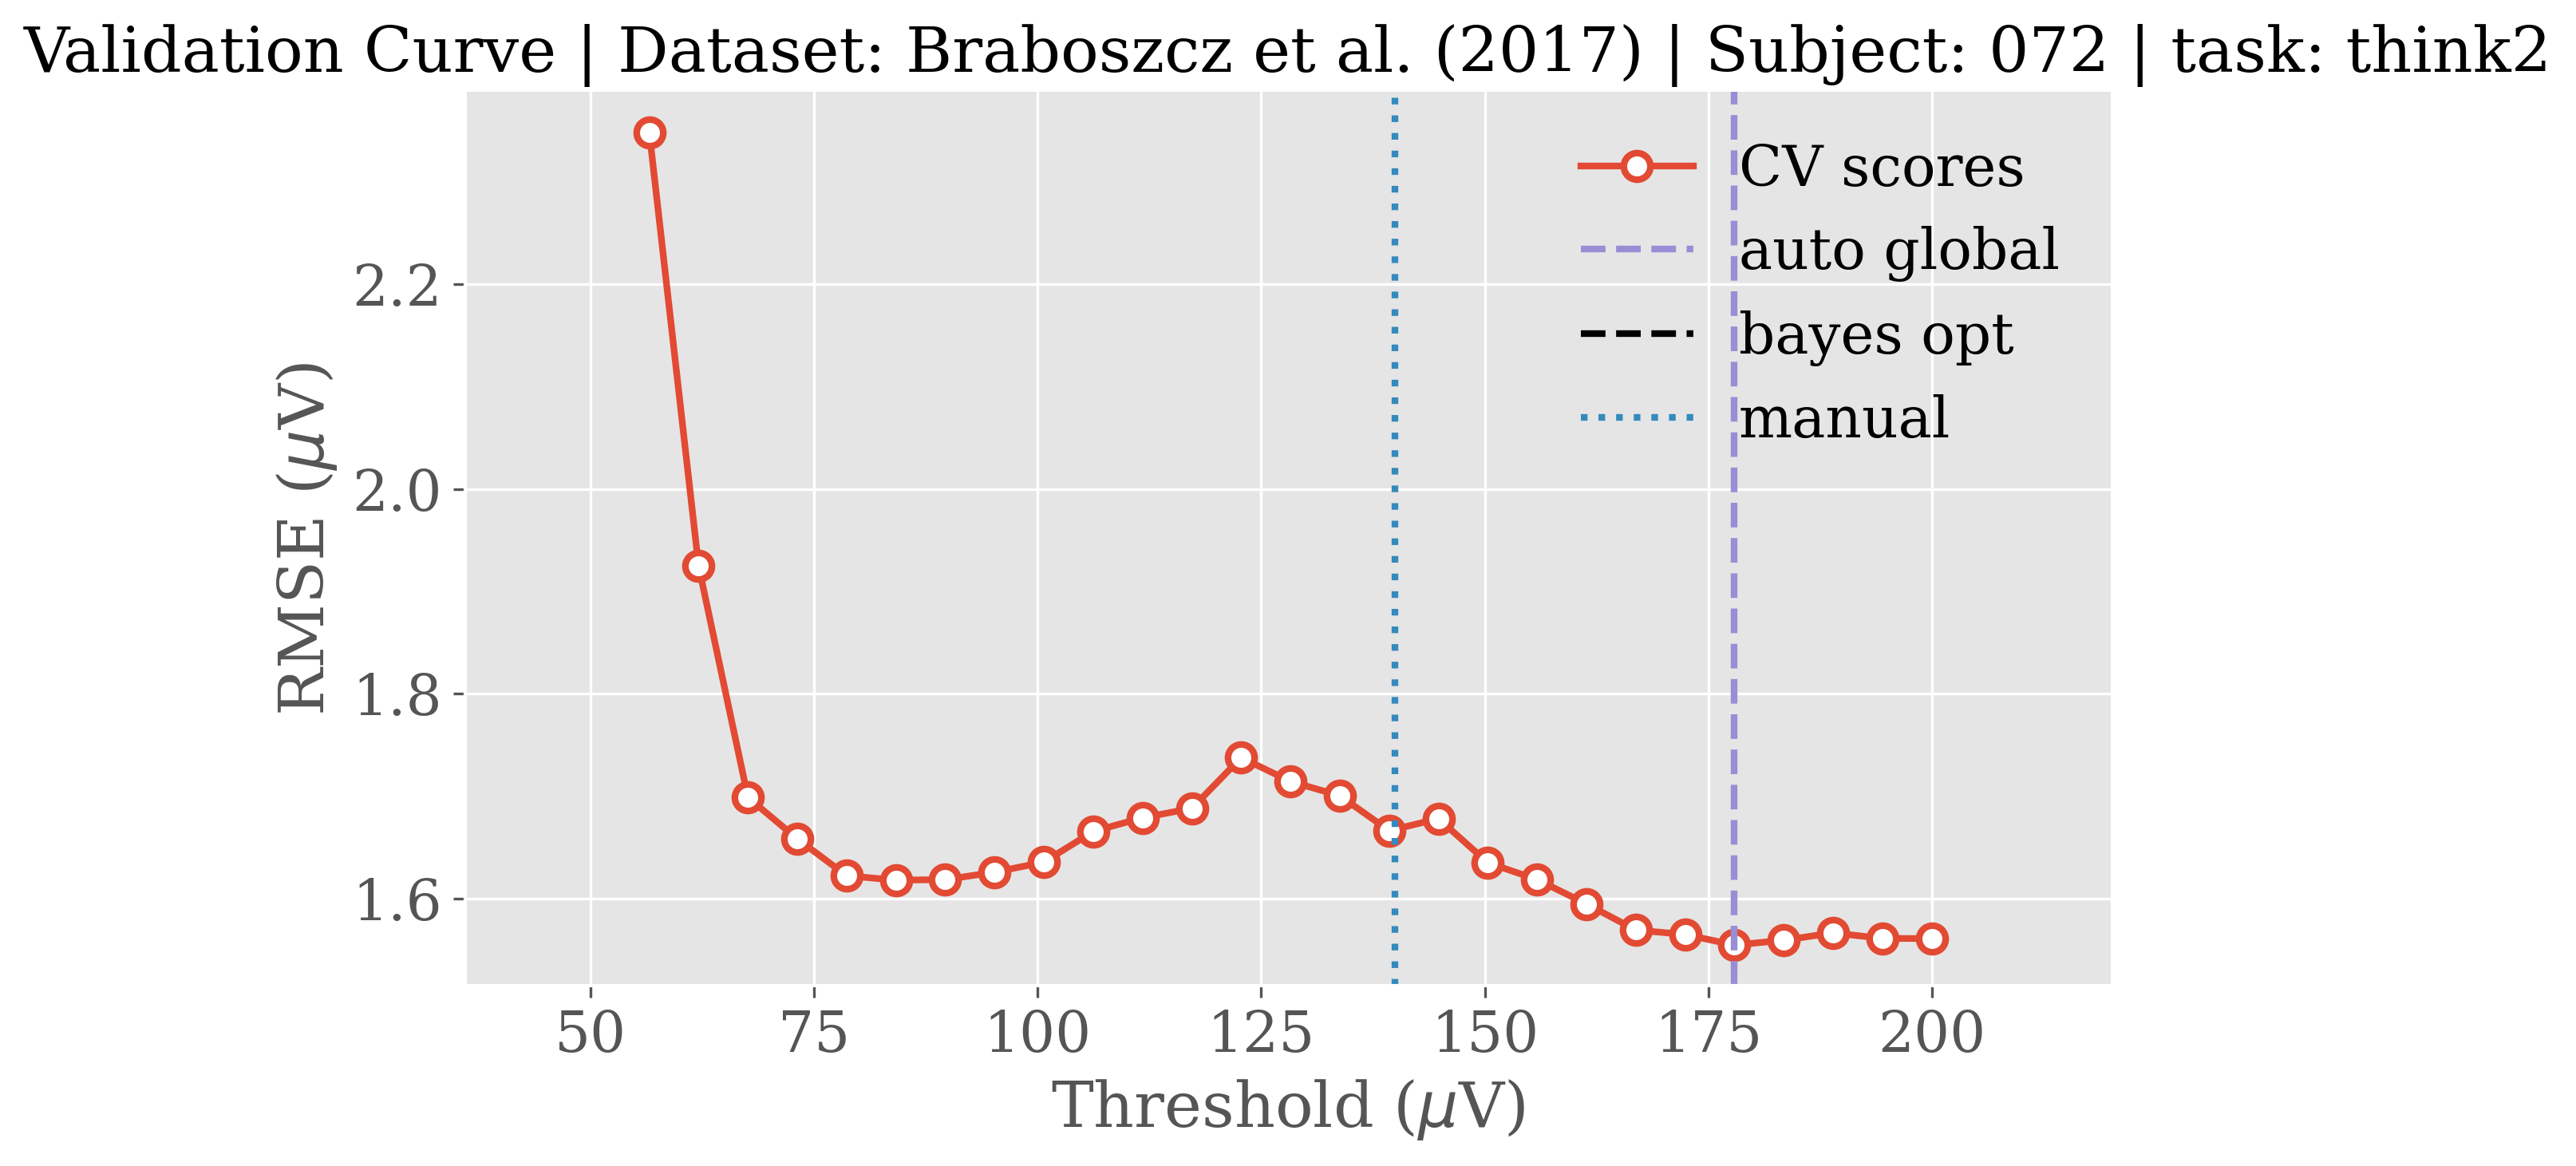 Validation Curve | Dataset: Braboszcz et al. (2017) | Subject: 072 | task: think2
CV scores
auto global
bayes opt
manual
RMSE (μV)
2.2
2.0
1.8
1.6
50 75 100 125 150 175 200
Threshold (μV)